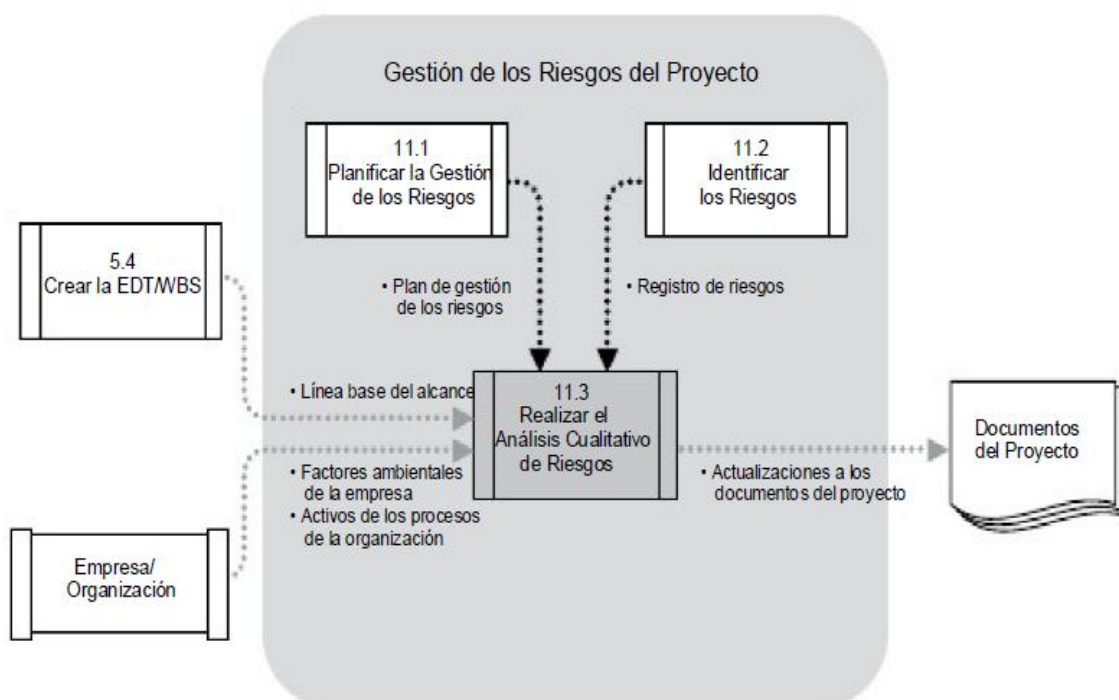 Gestión de los Riesgos del Proyecto
11.1
Planificar la Gestión
de los Riesgos
11.2
Identificar
los Riesgos
5.4
Crear la EDT/WBS
• Plan de gestión
de los riesgos
• Registro de riesgos
• Línea base del alcance
11.3
Realizar el
Análisis Cualitativo
de Riesgos
Documentos
del Proyecto
• Factores ambientales
de la empresa
• Activos de los procesos
de la organización
• Actualizaciones a los
documentos del proyecto
Empresa/
Organización